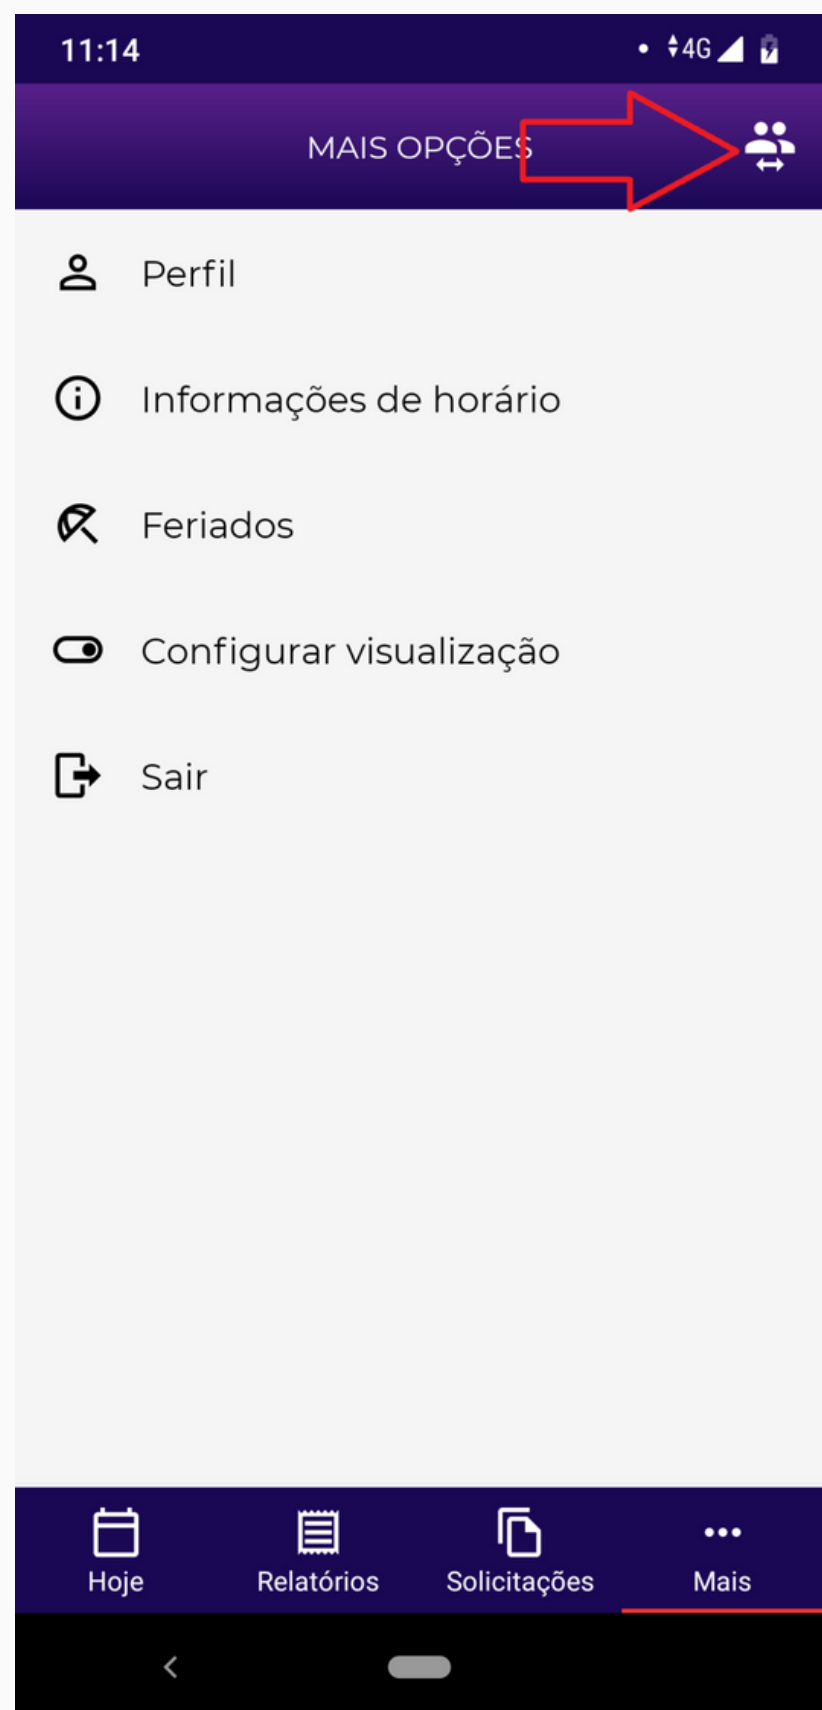 11:14
4G
MAIS OPÇÕES
Perfil
Informações de horário
Feriados
Configurar visualização
Sair
Hoje
Relatórios
Solicitações
Mais